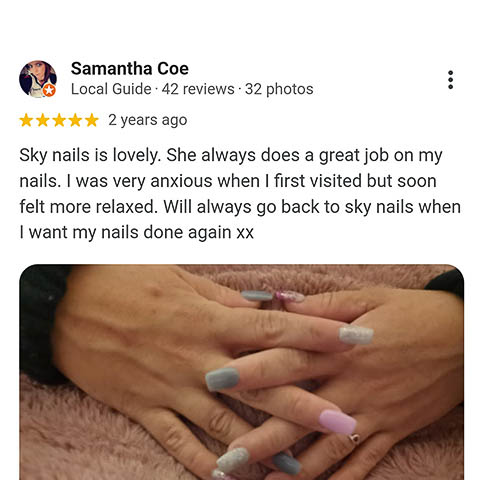 Samantha Coe
Local Guide · 42 reviews · 32 photos
2 years ago
Sky nails is lovely. She always does a great job on my
nails. I was very anxious when I first visited but soon
felt more relaxed. Will always go back to sky nails when
I want my nails done again xx